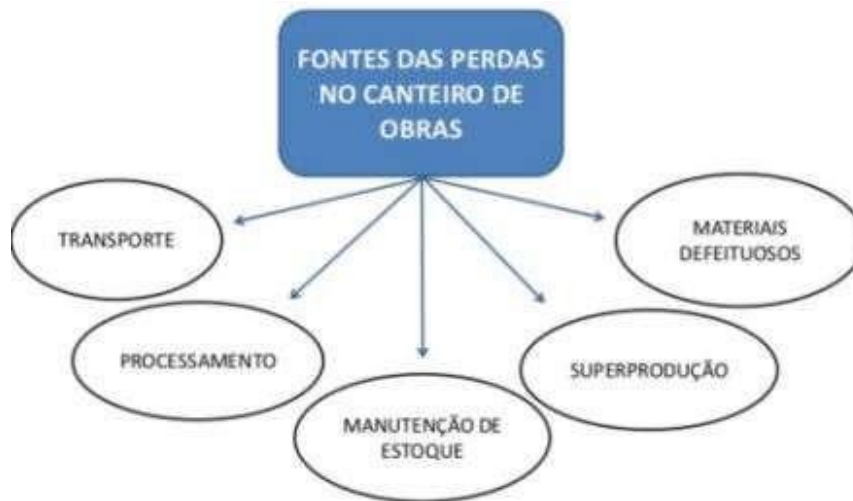 FONTES DAS PERDAS
NO CANTEIRO DE
OBRAS
TRANSPORTE
PROCESSAMENTO
MANUTENÇÃO DE
ESTOQUE
SUPERPRODUÇÃO
MATERIAIS
DEFEITUOSOS